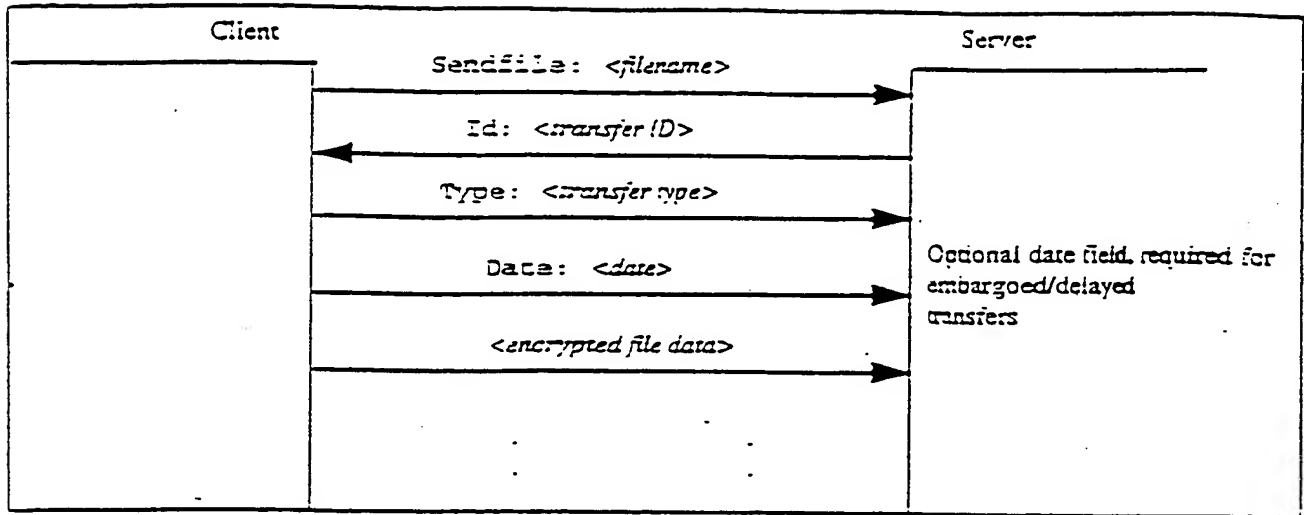 Client
Server
Sendfile: <filename>
Id: <transfer ID>
Type: <transfer type>
Date: <date>
Optional date field, required for
embargoed/delayed
transfers
<encrypted file data>